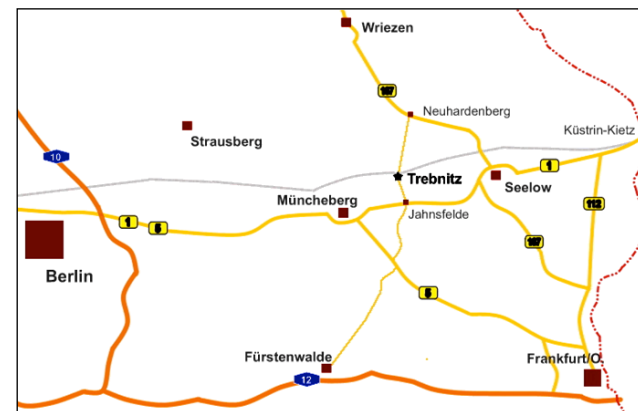 Wriezen
167
Neuhardenberg
Strausberg
Küstrin-Kietz
10
1
Trebnitz
Seelow
Müncheberg
Jahnsfelde
112
1
5
167
Berlin
5
Fürstenwalde
Frankfurt/O.
12